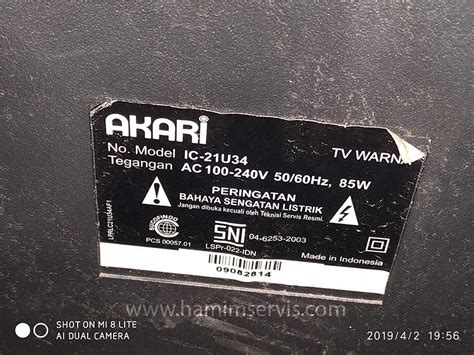 AKARI
No. Model IC-21U34 TV WARN
Tegangan AC 100-240V 50/60Hz, 85W
PERINGATAN
BAHAYA SENGATAN LISTRIK
Jangan dibuka kecuali oleh Teknisi Servis Resmi.
SNI 04-6253-2003
PCS 00057.01 LSPr-022-IDN
Made in Indonesia
09082814
www.hamimservis.com
SHOT ON MI 8 LITE
AI DUAL CAMERA
2019/4/2 19:56